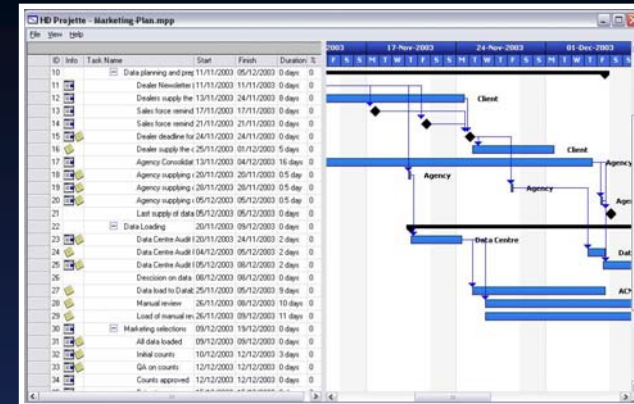 HD Projette - Marketing-Plan.mpp
File View Help
ID Info Task Name Start Finish Duration %
2003 17-Nov-2003 24-Nov-2003 01-Dec-2003
F S S M T W T F S S M T W T F S S M T W T F S S
10 Data planning and prep 11/11/2003 05/12/2003 0 days 0
11 Dealer Newsletter 11/11/2003 11/11/2003 0 days 0
12 Dealers supply the 13/11/2003 24/11/2003 8 days 0
Client
13 Sales force remind 17/11/2003 17/11/2003 0 days 0
14 Sales force remind 21/11/2003 21/11/2003 0 days 0
15 Dealer deadline for 24/11/2003 24/11/2003 0 days 0
16 Dealer supply the c 25/11/2003 01/12/2003 5 days 0
Client
17 Agency Consolidat 13/11/2003 04/12/2003 16 days 0
Agency
18 Agency supplying 20/11/2003 20/11/2003 0.5 day 0
Agency
19 Agency supplying 28/11/2003 28/11/2003 0.5 day 0
Agency
20 Agency supplying 05/12/2003 05/12/2003 0.5 day 0
Age
21 Last supply of data 05/12/2003 05/12/2003 0 days 0
22 Data Loading 20/11/2003 09/12/2003 0 days 0
23 Data Centre Audit 20/11/2003 24/11/2003 2 days 0
Data Centre
24 Data Centre Audit 04/12/2003 05/12/2003 2 days 0
Dat
25 Data Centre Audit 05/12/2003 08/12/2003 2 days 0
26 Descision on data 08/12/2003 08/12/2003 0 days 0
27 Data load to Datab 25/11/2003 05/12/2003 9 days 0
28 Manual review 26/11/2003 08/12/2003 10 days 0
29 Load of manual rev 26/11/2003 09/12/2003 11 days 0
30 Marketing selections 09/12/2003 19/12/2003 0 days 0
31 All data loaded 09/12/2003 09/12/2003 0 days 0
32 Initial counts 10/12/2003 12/12/2003 3 days 0
33 QA on counts 12/12/2003 12/12/2003 0 days 0
34 Counts approved 12/12/2003 12/12/2003 0 days 0